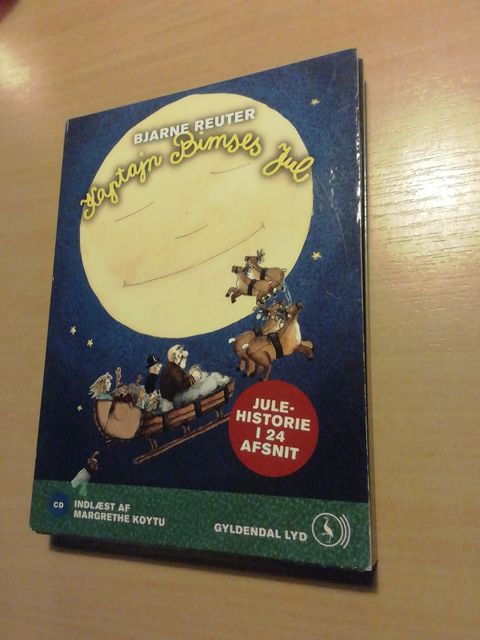 BJARNE REUTER
Kaptajn Bimses Jul
JULE-
HISTORIE
I 24
AFSNIT
CD
INDLÆST AF
MARGRETHE KOYTU
GYLDENDAL LYD